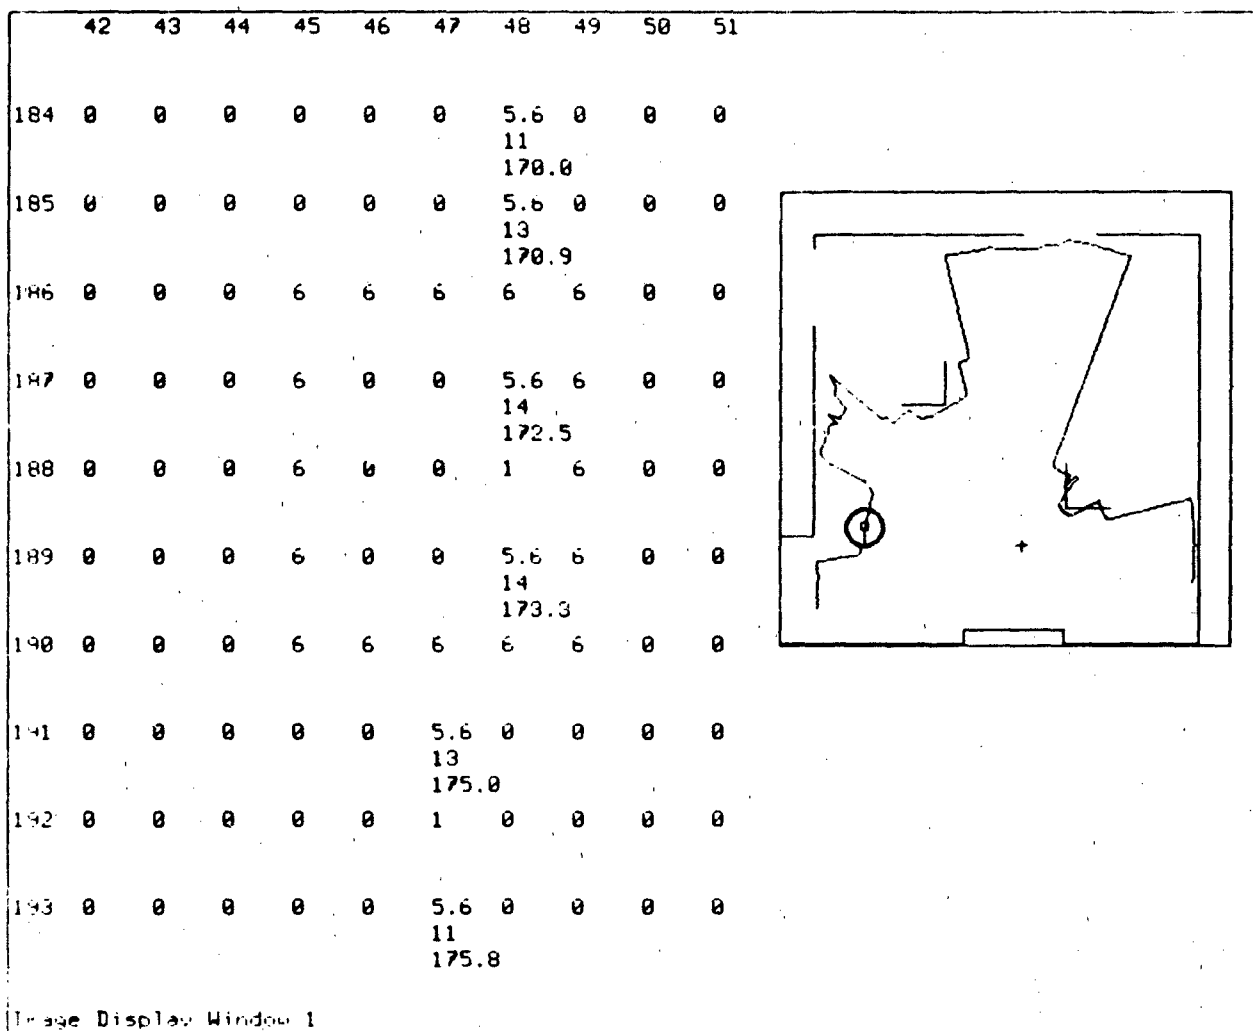 42 43 44 45 46 47 48 49 50 51
184 0 0 0 0 0 0 5.6 0 0 0
11
170.0
185 0 0 0 0 0 0 5.6 0 0 0
13
170.9
186 0 0 0 6 6 6 6 6 0 0
187 0 0 0 6 0 0 5.6 6 0 0
14
172.5
188 0 0 0 6 0 0 1 6 0 0
189 0 0 0 6 0 0 5.6 6 0 0
14
173.3
190 0 0 0 6 6 6 6 6 0 0
191 0 0 0 0 0 5.6 0 0 0 0
13
175.0
192 0 0 0 0 0 1 0 0 0 0
193 0 0 0 0 0 5.6 0 0 0 0
11
175.8
Image Display Window 1